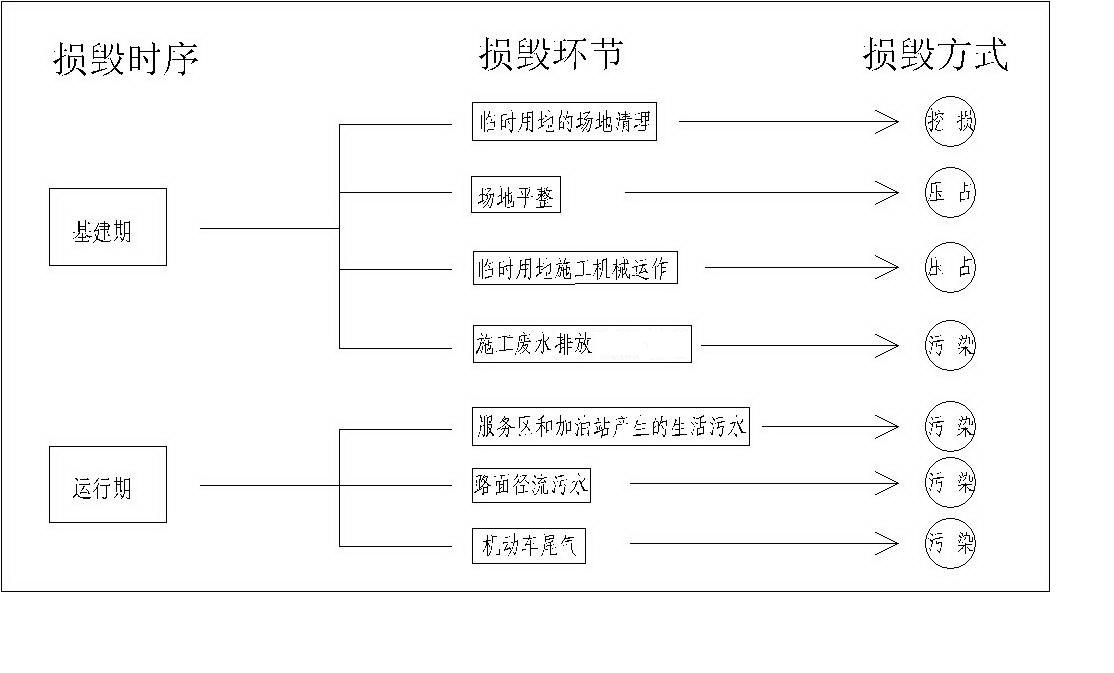 损毁时序 损毁环节 损毁方式
临时用地的场地清理 挖损
场地平整 压占
基建期
临时用地施工机械运作 压占
施工废水排放 污染
服务区和加油站产生的生活污水 污染
运行期 路面径流污水 污染
机动车尾气 污染